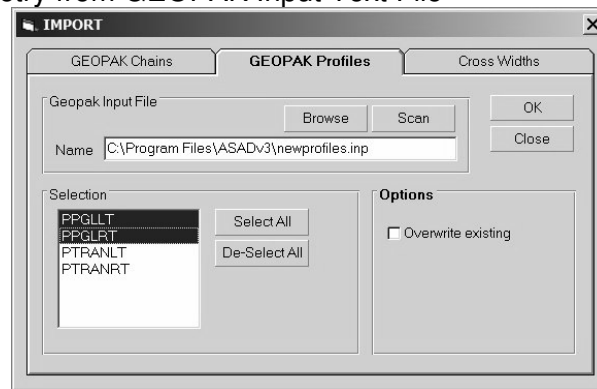 etry from GEOPAK Input Text File
IMPORT
GEOPAK Chains
GEOPAK Profiles
Cross Widths
Geopak Input File
Browse
Scan
OK
Name
C:\Program Files\ASADv3\newprofiles.inp
Close
Selection
Options
PPGLLT
PPGLRT
PTRANLT
PTRANRT
Select All
De-Select All
Overwrite existing